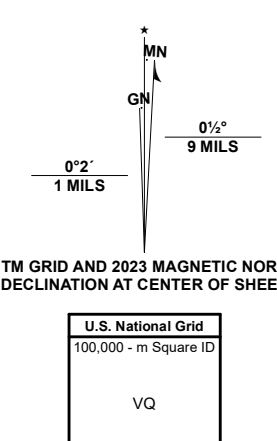 ★
MN
GN
0½°
9 MILS
0°2´
1 MILS
TM GRID AND 2023 MAGNETIC NOR
DECLINATION AT CENTER OF SHEE
U.S. National Grid
100,000 - m Square ID
VQ